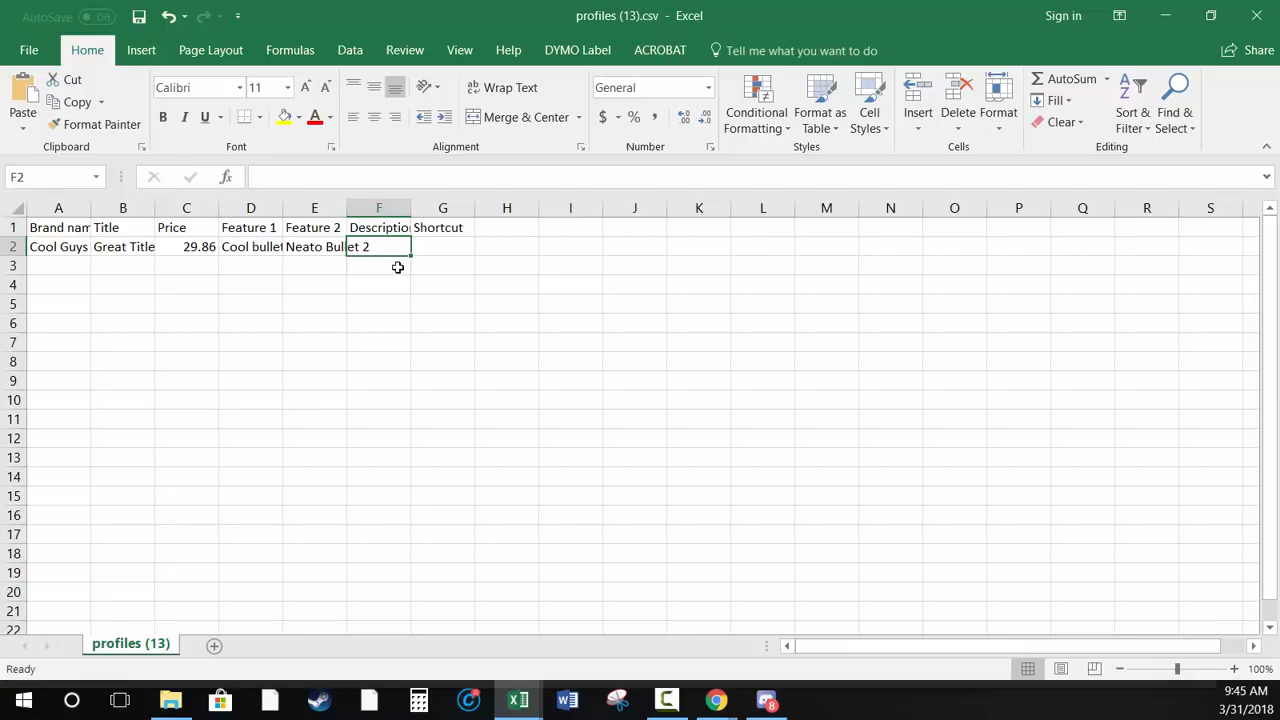 AutoSave Off
profiles (13).csv - Excel
Sign in
File Home Insert Page Layout Formulas Data Review View Help DYMO Label ACROBAT Tell me what you want to do Share
Paste
Cut
Copy
Format Painter
Clipboard
Calibri 11
B I U A
Font
Wrap Text
Merge & Center
Alignment
General
$ % ,
Number
Conditional Formatting
Format as Table
Cell Styles
Styles
Insert
Delete
Format
Cells
AutoSum
Fill
Clear
Sort & Filter
Find & Select
Editing
F2
fx
A B C D E F G H I J K L M N O P Q R S
1 Brand nam Title Price Feature 1 Feature 2 Description Shortcut
2 Cool Guys Great Title 29.86 Cool bullet Neato Bullet 2
3
4
5
6
7
8
9
10
11
12
13
14
15
16
17
18
19
20
21
22
profiles (13)
Ready
100%
8
9:45 AM
3/31/2018